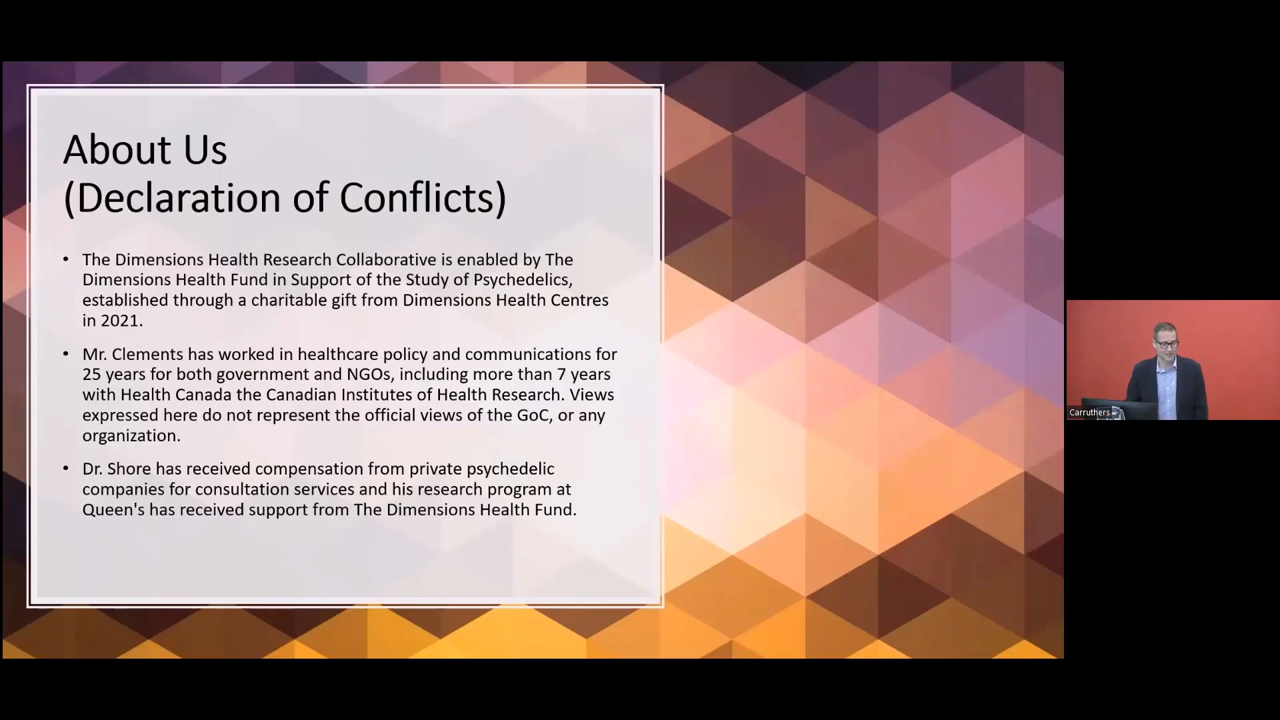 About Us
(Declaration of Conflicts)
• The Dimensions Health Research Collaborative is enabled by The
Dimensions Health Fund in Support of the Study of Psychedelics,
established through a charitable gift from Dimensions Health Centres
in 2021.
• Mr. Clements has worked in healthcare policy and communications for
25 years for both government and NGOs, including more than 7 years
with Health Canada the Canadian Institutes of Health Research. Views
expressed here do not represent the official views of the GoC, or any
organization.
• Dr. Shore has received compensation from private psychedelic
companies for consultation services and his research program at
Queen's has received support from The Dimensions Health Fund.
Carruthers